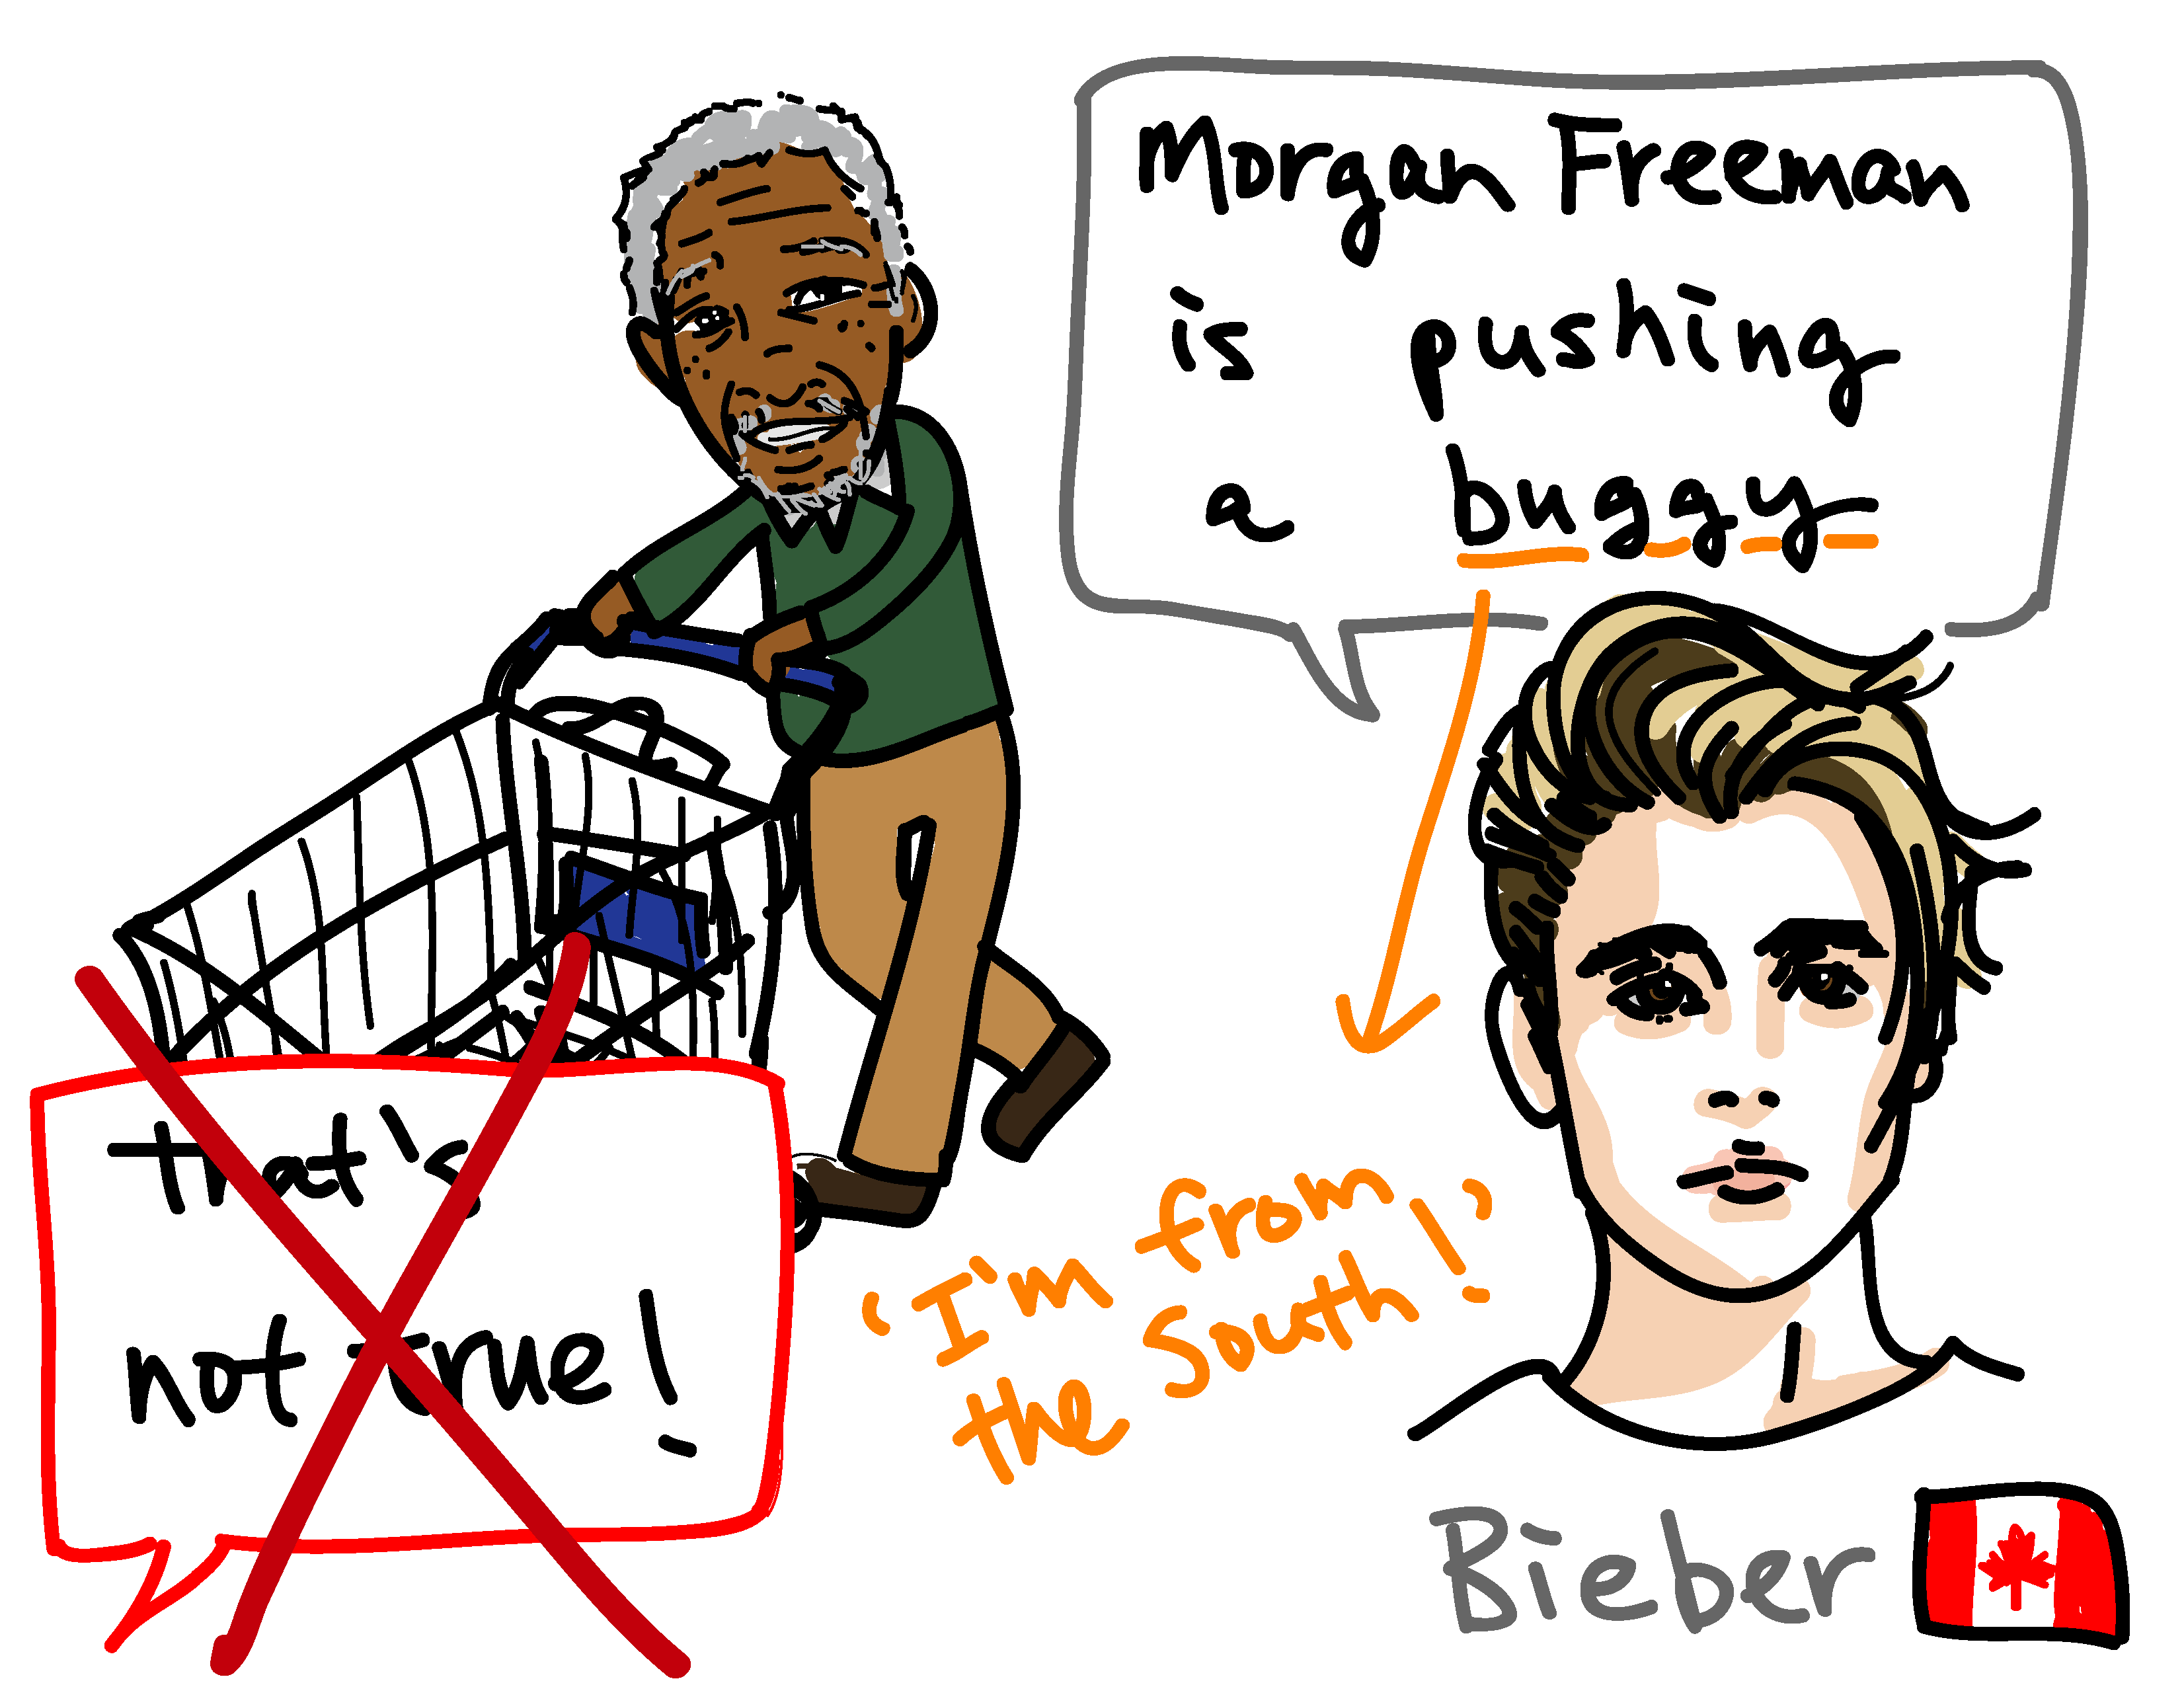 Morgan Freeman
is pushing
a buggy
that's
not true!
'I'm from
the South!'
Bieber